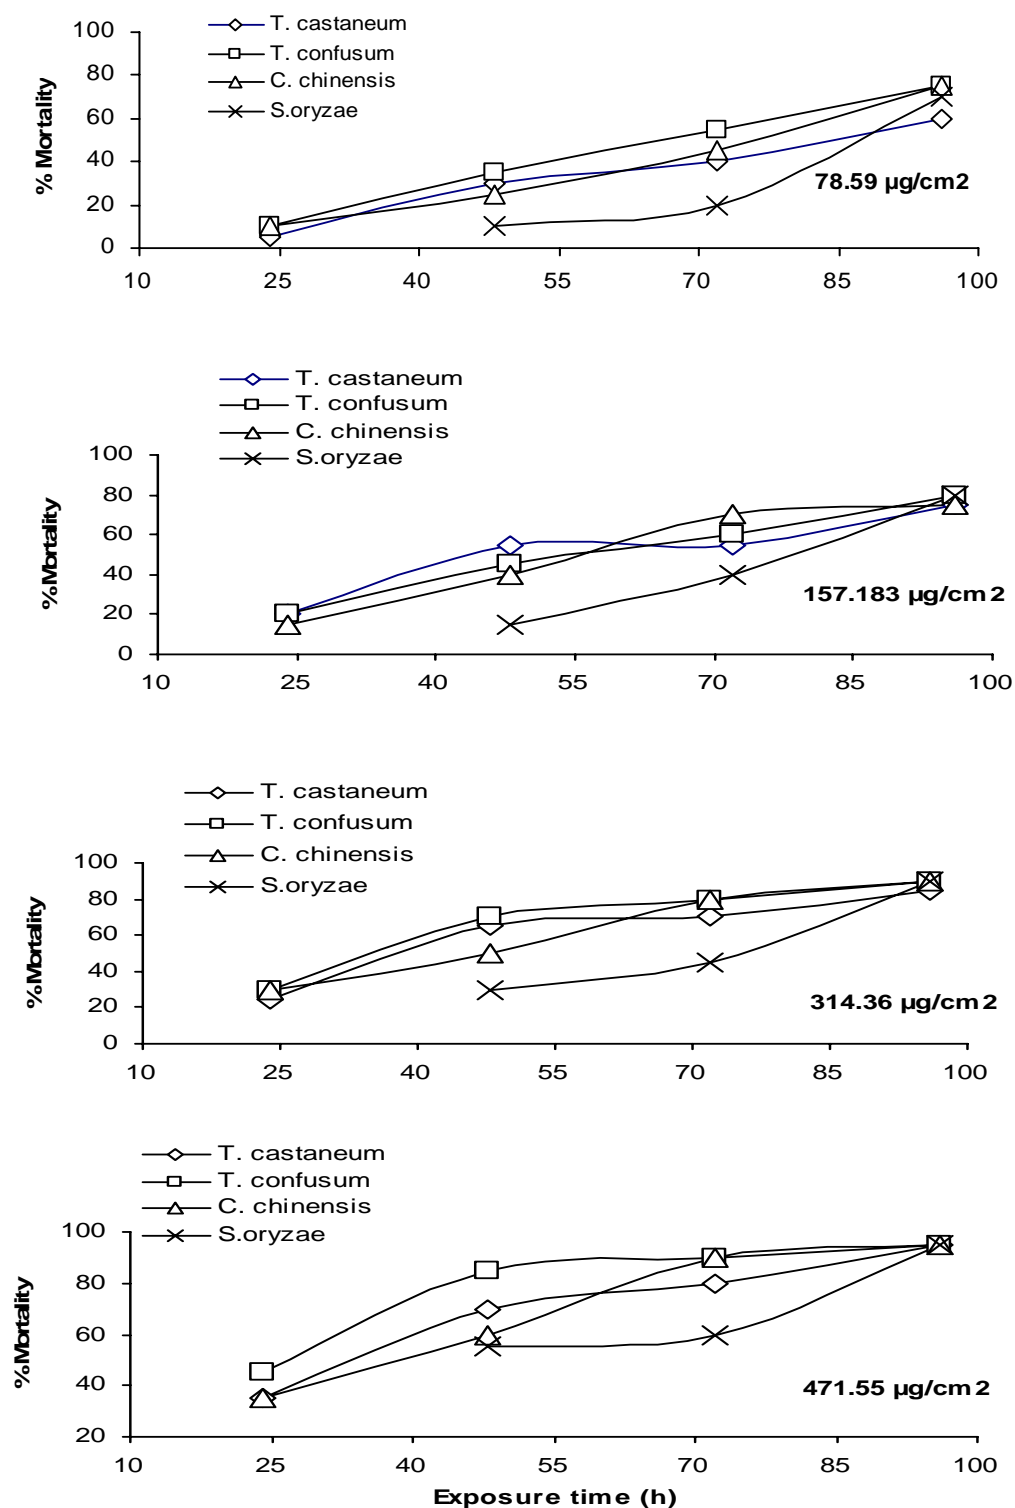 T. castaneum
T. confusum
C. chinensis
S.oryzae
% Mortality
100
80
60
40
20
0
78.59 µg/cm2
10 25 40 55 70 85 100
T. castaneum
T. confusum
C. chinensis
S.oryzae
%Mortality
100
80
60
40
20
0
157.183 µg/cm2
10 25 40 55 70 85 100
T. castaneum
T. confusum
C. chinensis
S.oryzae
%Mortality
100
80
60
40
20
0
314.36 µg/cm2
10 25 40 55 70 85 100
T. castaneum
T. confusum
C. chinensis
S.oryzae
%Mortality
100
80
60
40
20
471.55 µg/cm2
10 25 40 55 70 85 100
Exposure time (h)